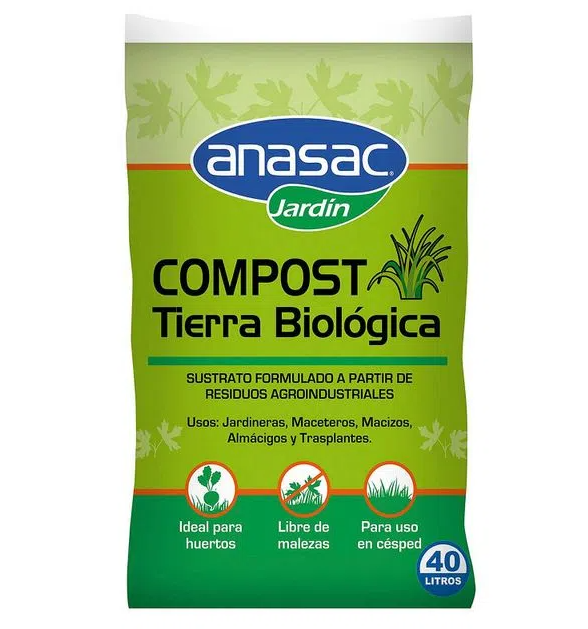 anasac®
Jardín
COMPOST
Tierra Biológica
SUSTRATO FORMULADO A PARTIR DE
RESIDUOS AGROINDUSTRIALES
Usos: Jardineras, Maceteros, Macizos,
Almácigos y Trasplantes.
Ideal para
huertos
Libre de
malezas
Para uso
en césped
40
LITROS